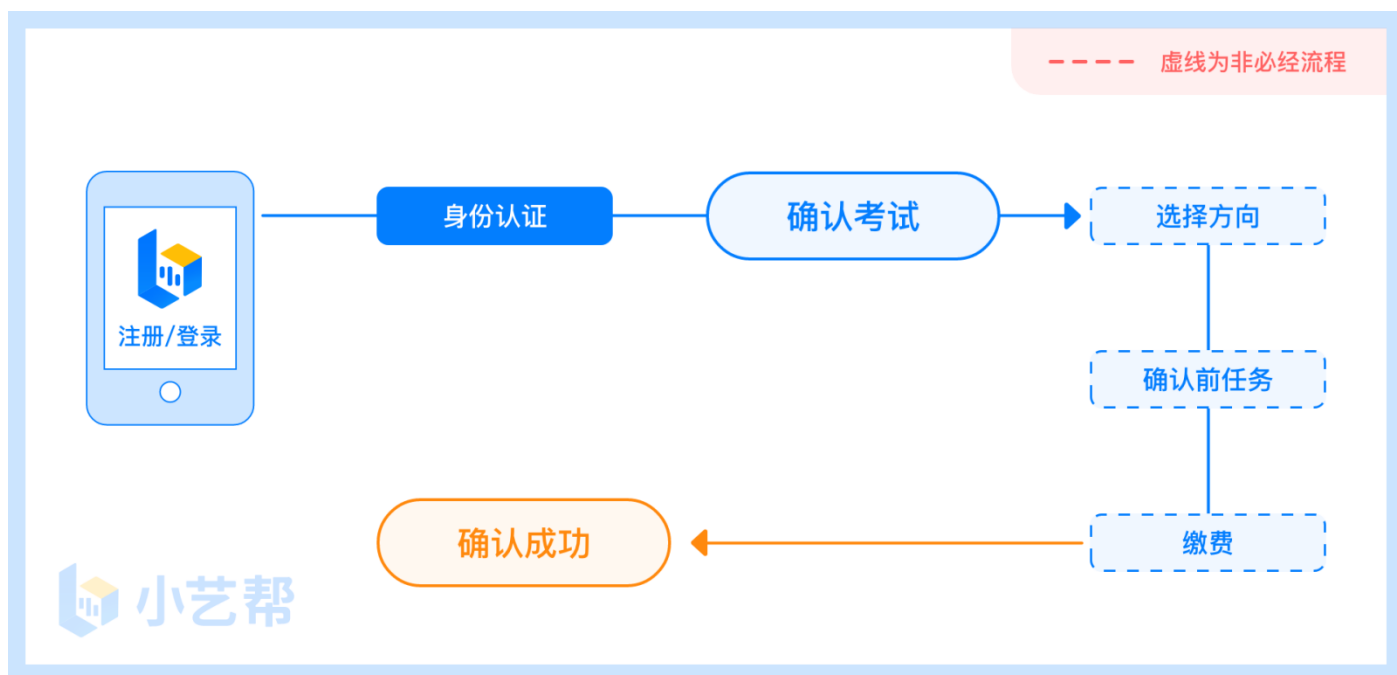 虚线为非必经流程
注册/登录
身份认证
确认考试
选择方向
确认前任务
缴费
确认成功
小艺帮